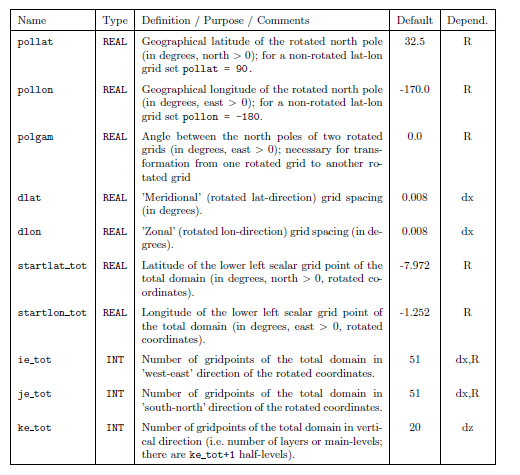 Name Type Definition / Purpose / Comments Default Depend.
pollat REAL Geographical latitude of the rotated north pole 32.5 R
(in degrees, north > 0); for a non-rotated lat-lon
grid set pollat = 90.
pollon REAL Geographical longitude of the rotated north pole -170.0 R
(in degrees, east > 0); for a non-rotated lat-lon
grid set pollon = -180.
polgam REAL Angle between the north poles of two rotated 0.0 R
grids (in degrees, east > 0); necessary for trans-
formation from one rotated grid to another ro-
tated grid
dlat REAL 'Meridional' (rotated lat-direction) grid spacing 0.008 dx
(in degrees).
dlon REAL 'Zonal' (rotated lon-direction) grid spacing (in de- 0.008 dx
grees).
startlat_tot REAL Latitude of the lower left scalar grid point of the -7.972 R
total domain (in degrees, north > 0, rotated co-
ordinates).
startlon_tot REAL Longitude of the lower left scalar grid point of -1.252 R
the total domain (in degrees, east > 0, rotated
coordinates).
ie_tot INT Number of gridpoints of the total domain in 51 dx,R
'west-east' direction of the rotated coordinates.
je_tot INT Number of gridpoints of the total domain in 51 dx,R
'south-north' direction of the rotated coordinates.
ke_tot INT Number of gridpoints of the total domain in verti- 20 dz
cal direction (i.e. number of layers or main-levels;
there are ke_tot+1 half-levels).